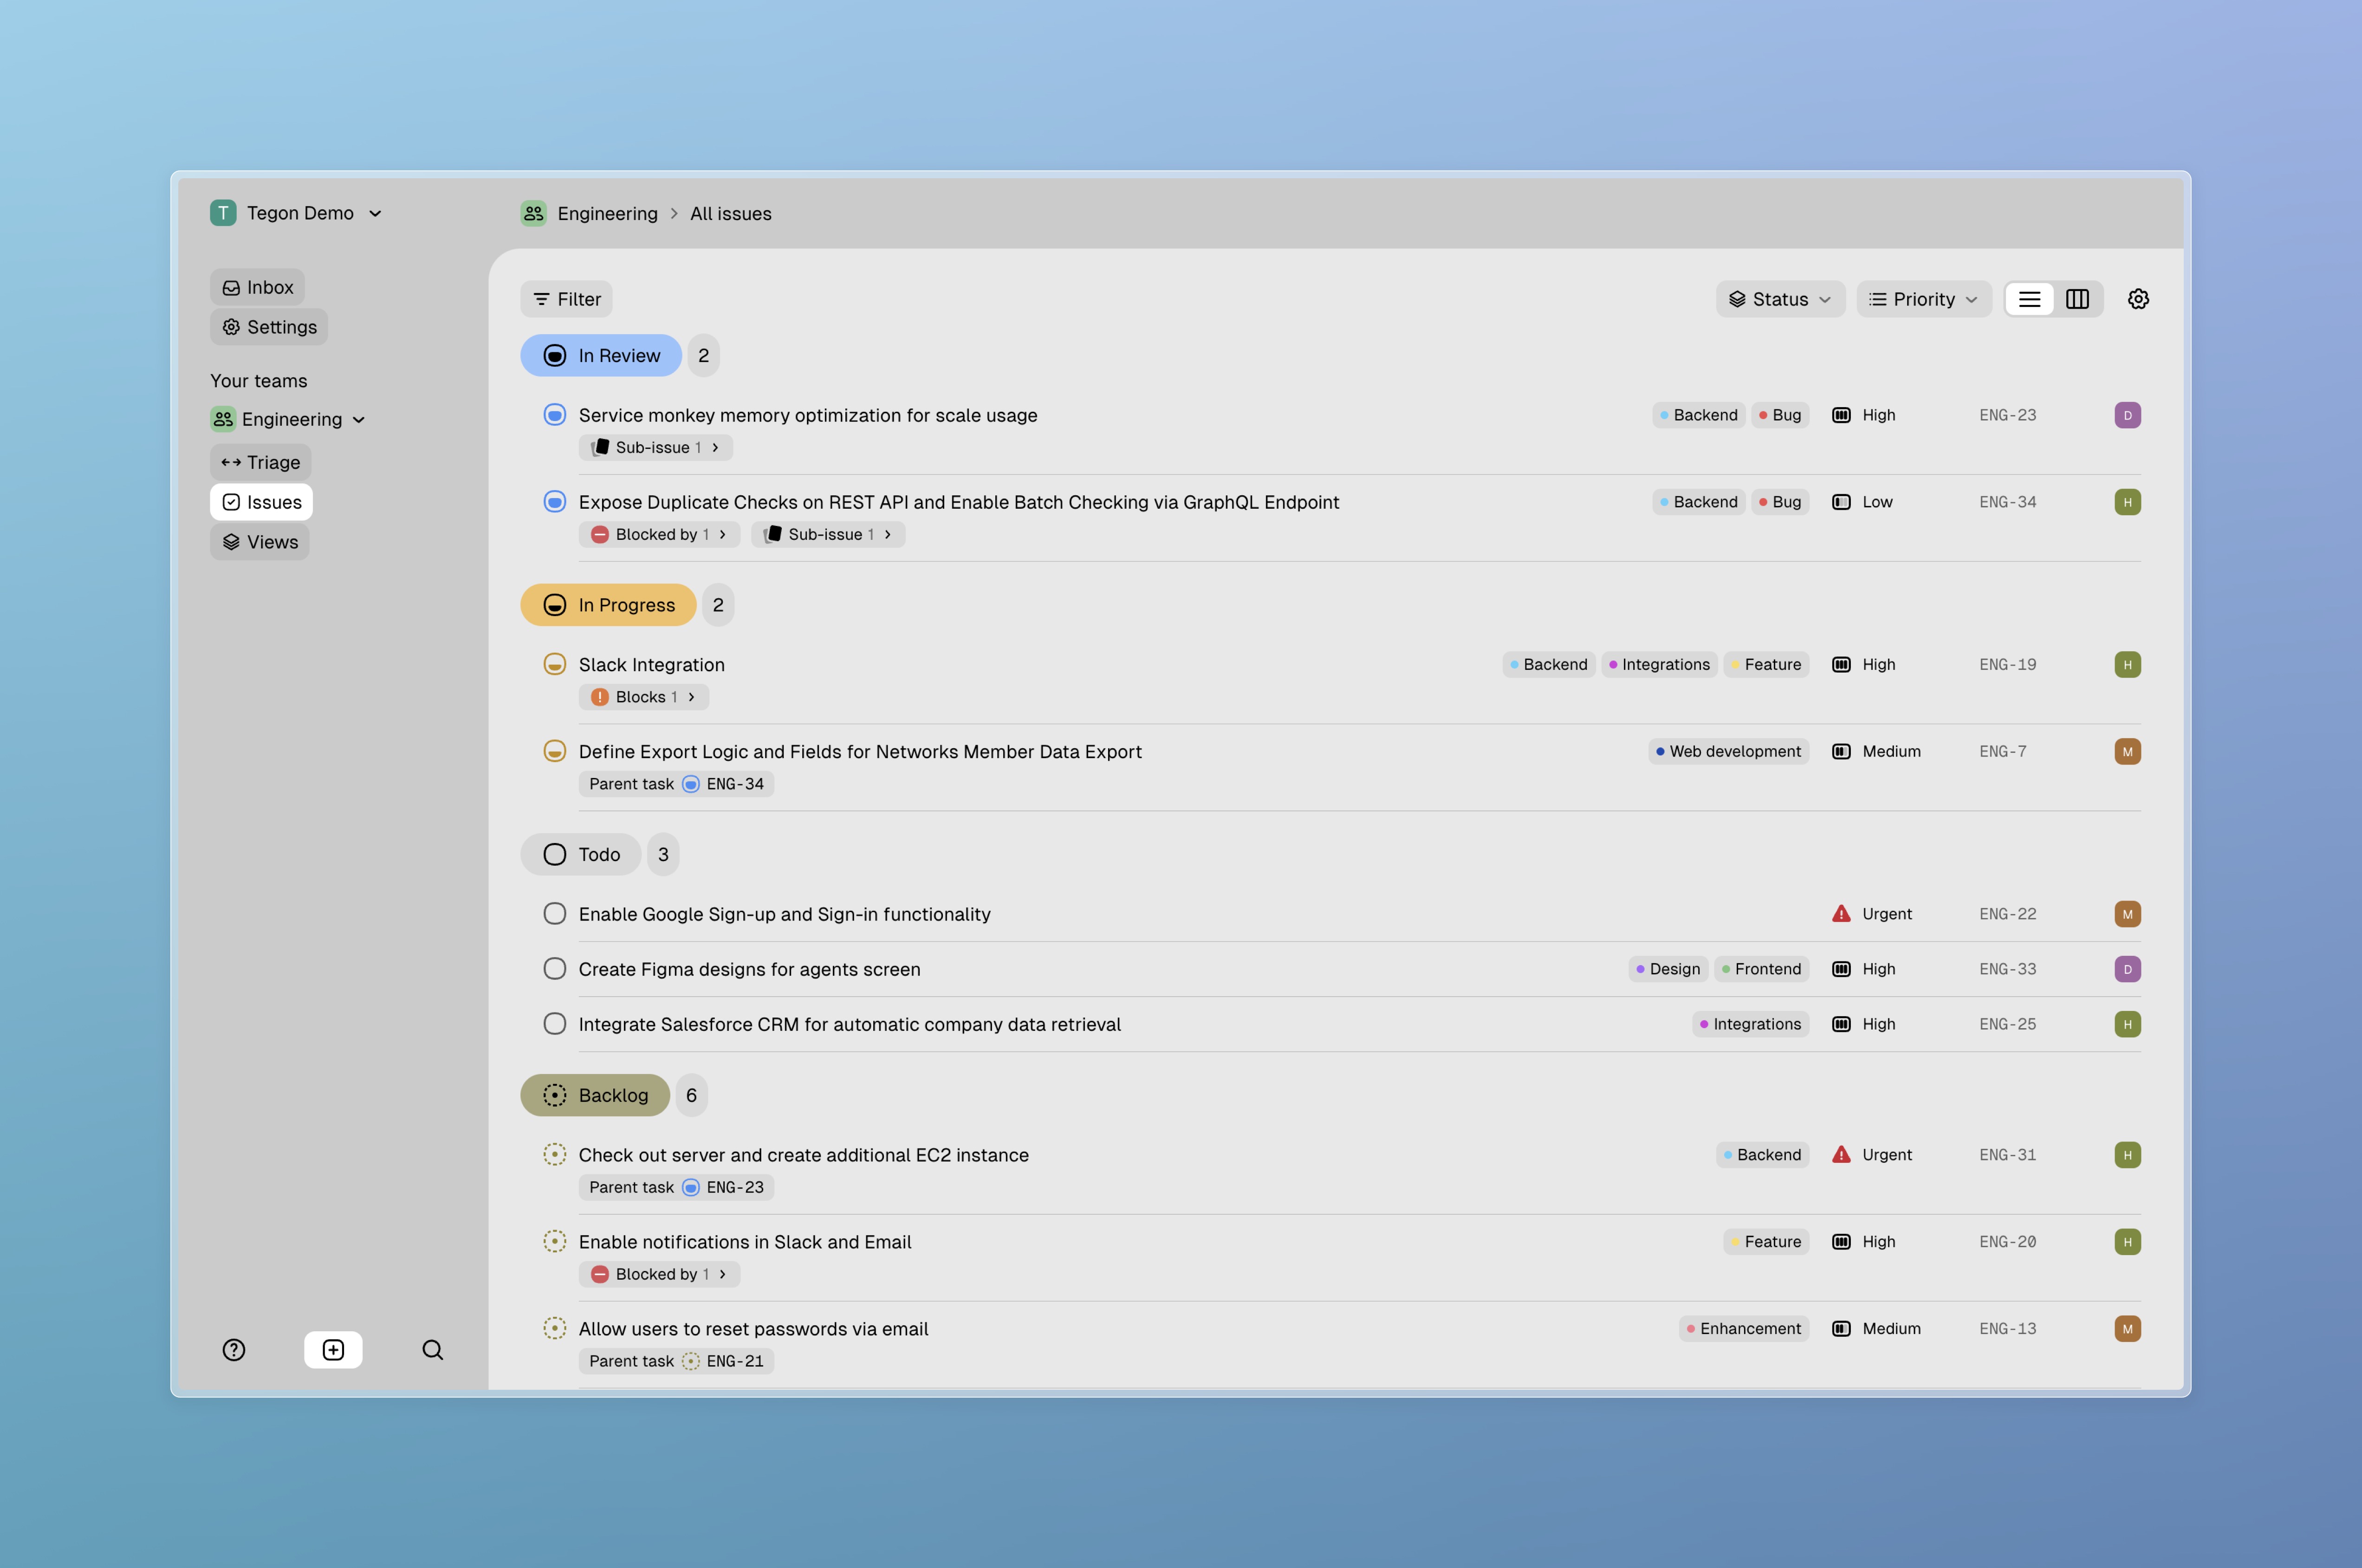 T Tegon Demo
Engineering > All issues
Inbox
Settings
Your teams
Engineering
Triage
Issues
Views
Filter
Status
Priority
In Review 2
Service monkey memory optimization for scale usage Backend Bug High ENG-23 D
Sub-issue 1 >
Expose Duplicate Checks on REST API and Enable Batch Checking via GraphQL Endpoint Backend Bug Low ENG-34 H
Blocked by 1 > Sub-issue 1 >
In Progress 2
Slack Integration Backend Integrations Feature High ENG-19 H
Blocks 1 >
Define Export Logic and Fields for Networks Member Data Export Web development Medium ENG-7 M
Parent task ENG-34
Todo 3
Enable Google Sign-up and Sign-in functionality Urgent ENG-22 M
Create Figma designs for agents screen Design Frontend High ENG-33 D
Integrate Salesforce CRM for automatic company data retrieval Integrations High ENG-25 H
Backlog 6
Check out server and create additional EC2 instance Backend Urgent ENG-31 H
Parent task ENG-23
Enable notifications in Slack and Email Feature High ENG-20 H
Blocked by 1 >
Allow users to reset passwords via email Enhancement Medium ENG-13 M
Parent task ENG-21